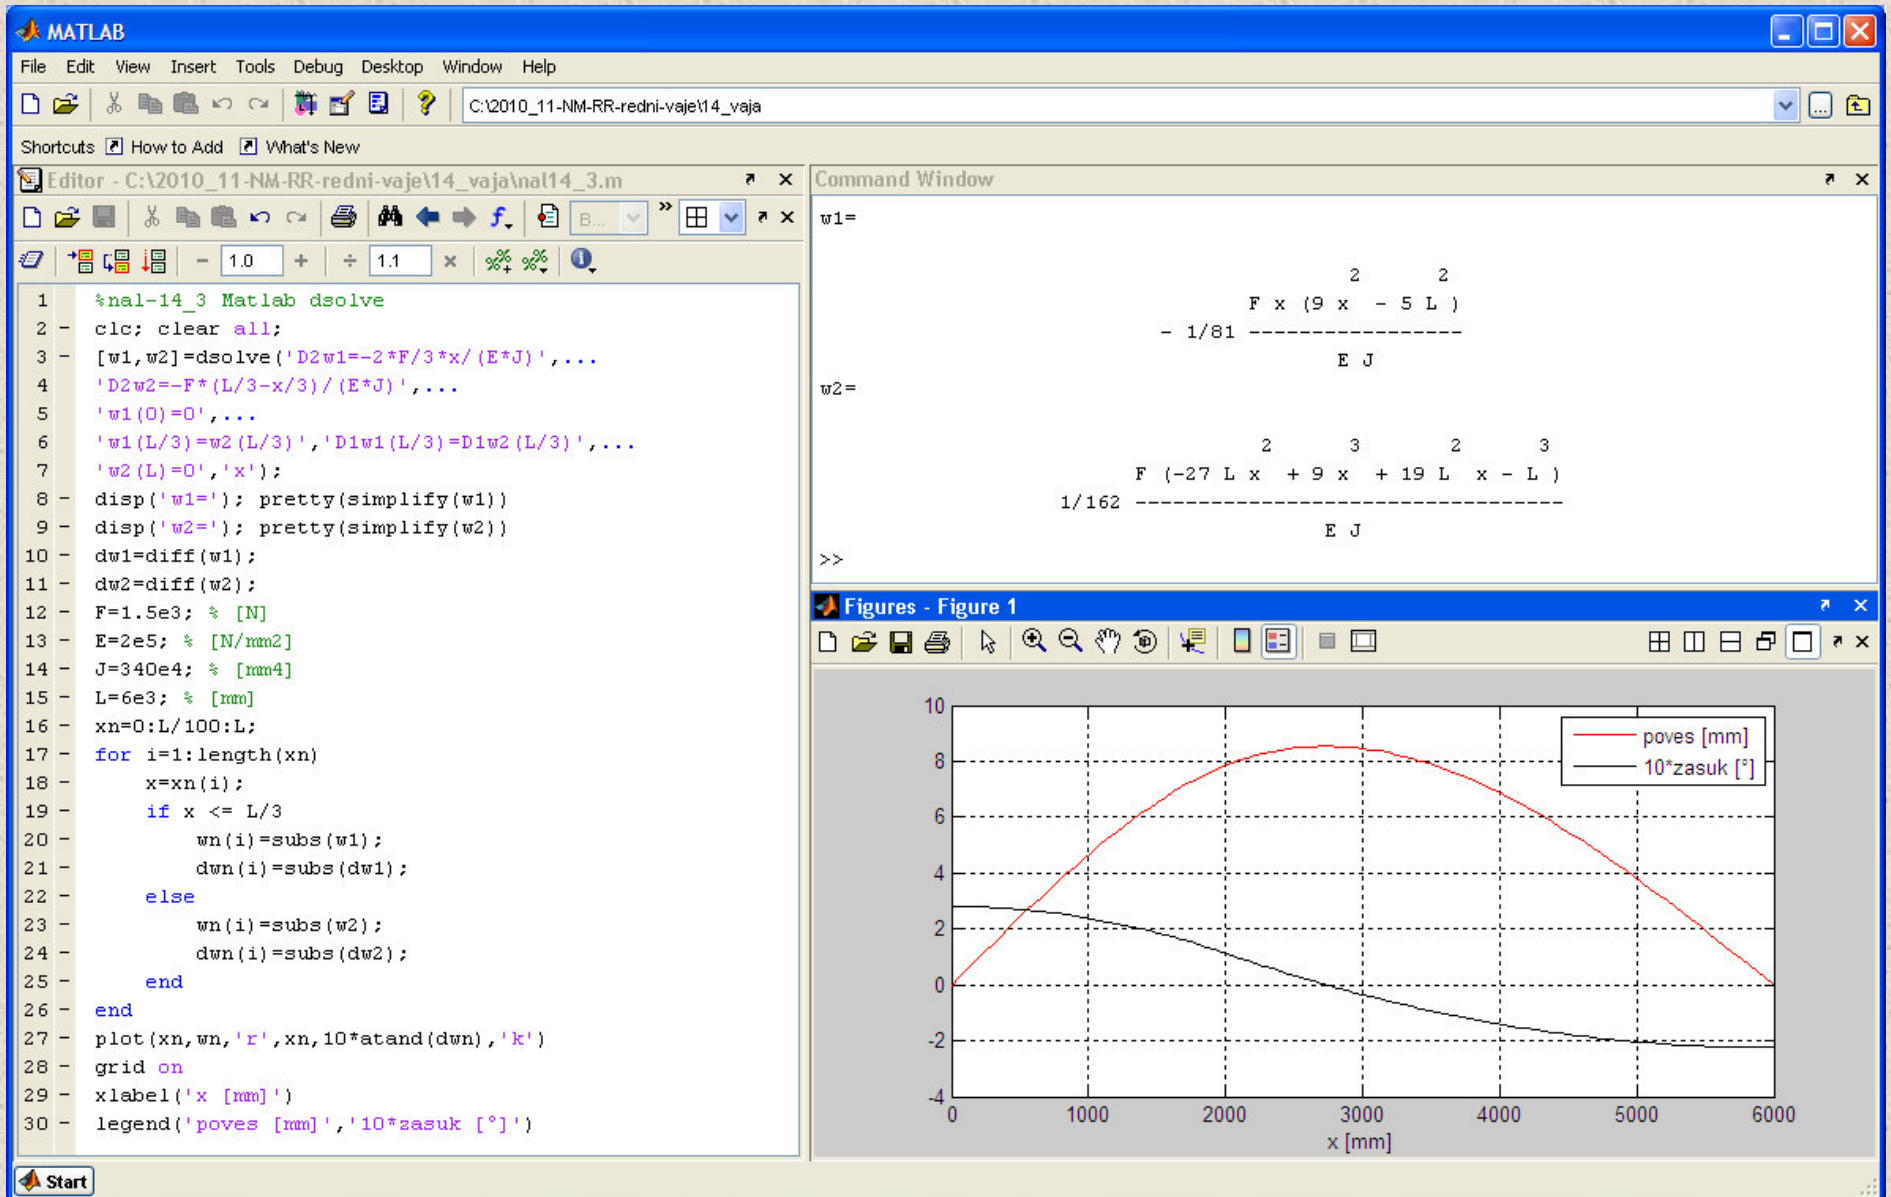 MATLAB
File Edit View Insert Tools Debug Desktop Window Help
C:\2010_11-NM-RR-redni-vaje\14_vaja
Shortcuts How to Add What's New
Editor - C:\2010_11-NM-RR-redni-vaje\14_vaja\nal14_3.m
B...
- 1.0 + ÷ 1.1 ×
1 %nal-14_3 Matlab dsolve
2 - clc; clear all;
3 - [w1,w2]=dsolve('D2w1=-2*F/3*x/(E*J)',...
4 'D2w2=-F*(L/3-x/3)/(E*J)',...
5 'w1(0)=0',...
6 'w1(L/3)=w2(L/3)','D1w1(L/3)=D1w2(L/3)',...
7 'w2(L)=0','x');
8 - disp('w1='); pretty(simplify(w1))
9 - disp('w2='); pretty(simplify(w2))
10 - dw1=diff(w1);
11 - dw2=diff(w2);
12 - F=1.5e3; % [N]
13 - E=2e5; % [N/mm2]
14 - J=340e4; % [mm4]
15 - L=6e3; % [mm]
16 - xn=0:L/100:L;
17 - for i=1:length(xn)
18 - x=xn(i);
19 - if x <= L/3
20 - wn(i)=subs(w1);
21 - dwn(i)=subs(dw1);
22 - else
23 - wn(i)=subs(w2);
24 - dwn(i)=subs(dw2);
25 - end
26 - end
27 - plot(xn,wn,'r',xn,10*atand(dwn),'k')
28 - grid on
29 - xlabel('x [mm]')
30 - legend('poves [mm]','10*zasuk [°]')
Command Window
w1=
2 2
F x (9 x - 5 L )
- 1/81 -----------------
E J
w2=
2 3 2 3
F (-27 L x + 9 x + 19 L x - L )
1/162 ----------------------------------
E J
>>
Figures - Figure 1
10
8
6
4
2
0
-2
-4
poves [mm]
10*zasuk [°]
0 1000 2000 3000 4000 5000 6000
x [mm]
Start